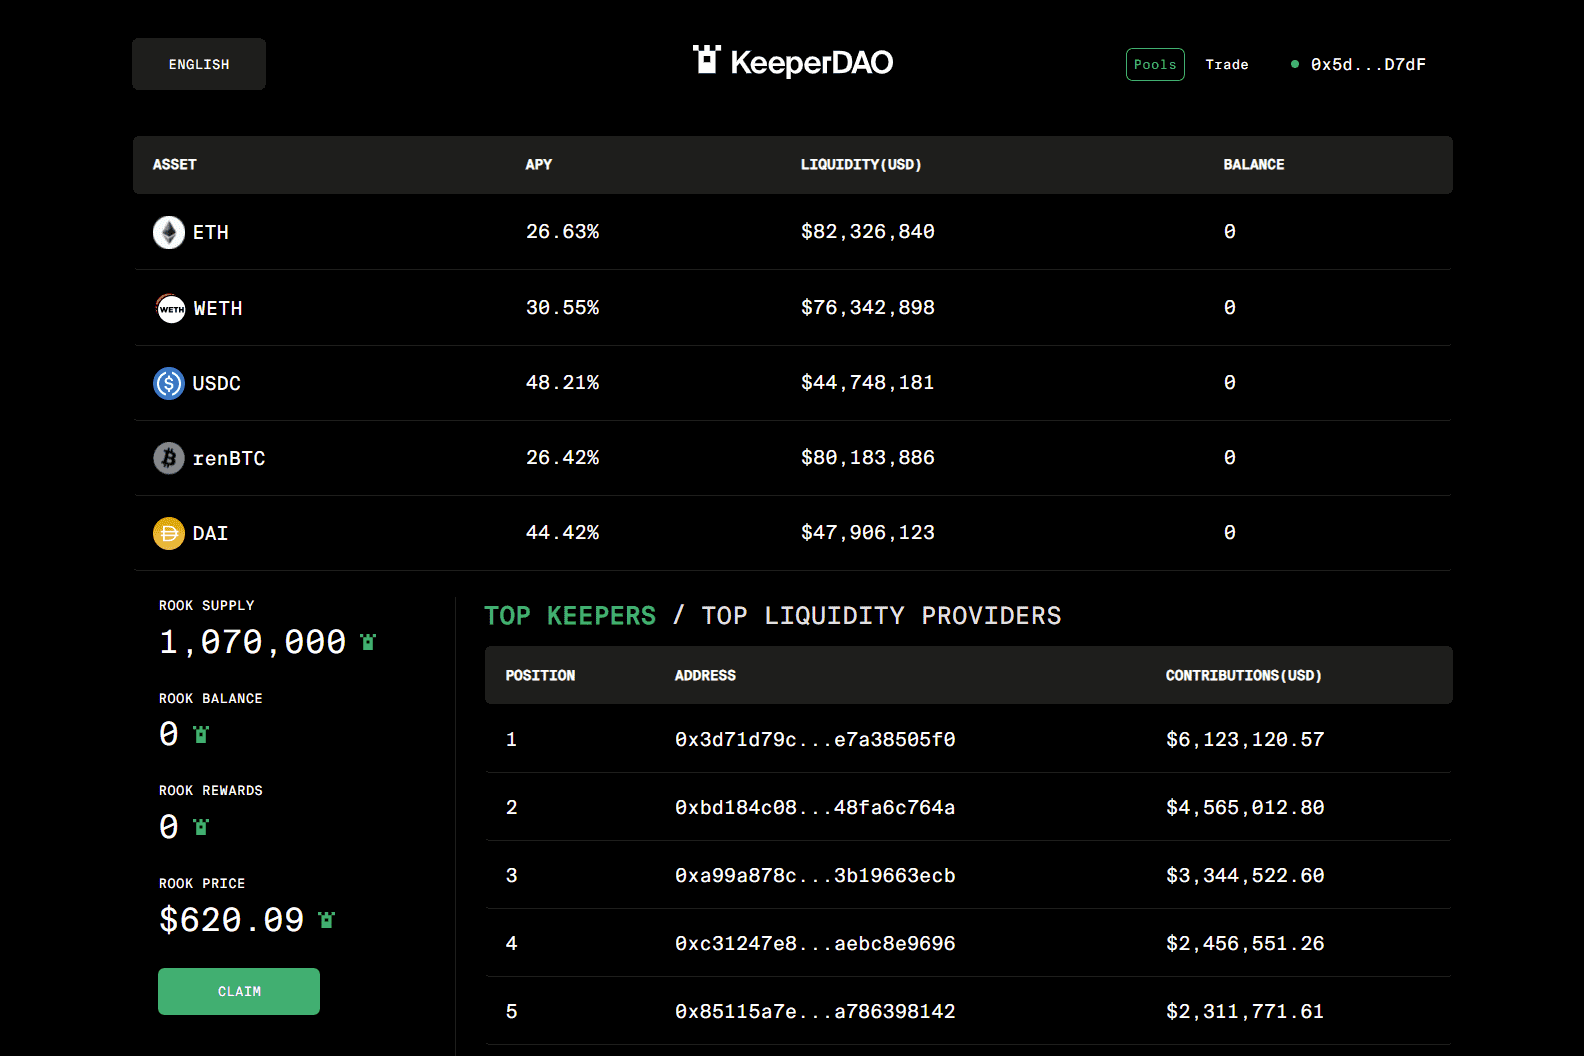 ENGLISH
KeeperDAO
Pools Trade 0x5d...D7dF
ASSET APY LIQUIDITY(USD) BALANCE
ETH 26.63% $82,326,840 0
WETH WETH 30.55% $76,342,898 0
USDC 48.21% $44,748,181 0
renBTC 26.42% $80,183,886 0
DAI 44.42% $47,906,123 0
ROOK SUPPLY
1,070,000
ROOK BALANCE
0
ROOK REWARDS
0
ROOK PRICE
$620.09
CLAIM
TOP KEEPERS / TOP LIQUIDITY PROVIDERS
POSITION ADDRESS CONTRIBUTIONS(USD)
1 0x3d71d79c...e7a38505f0 $6,123,120.57
2 0xbd184c08...48fa6c764a $4,565,012.80
3 0xa99a878c...3b19663ecb $3,344,522.60
4 0xc31247e8...aebc8e9696 $2,456,551.26
5 0x85115a7e...a786398142 $2,311,771.61